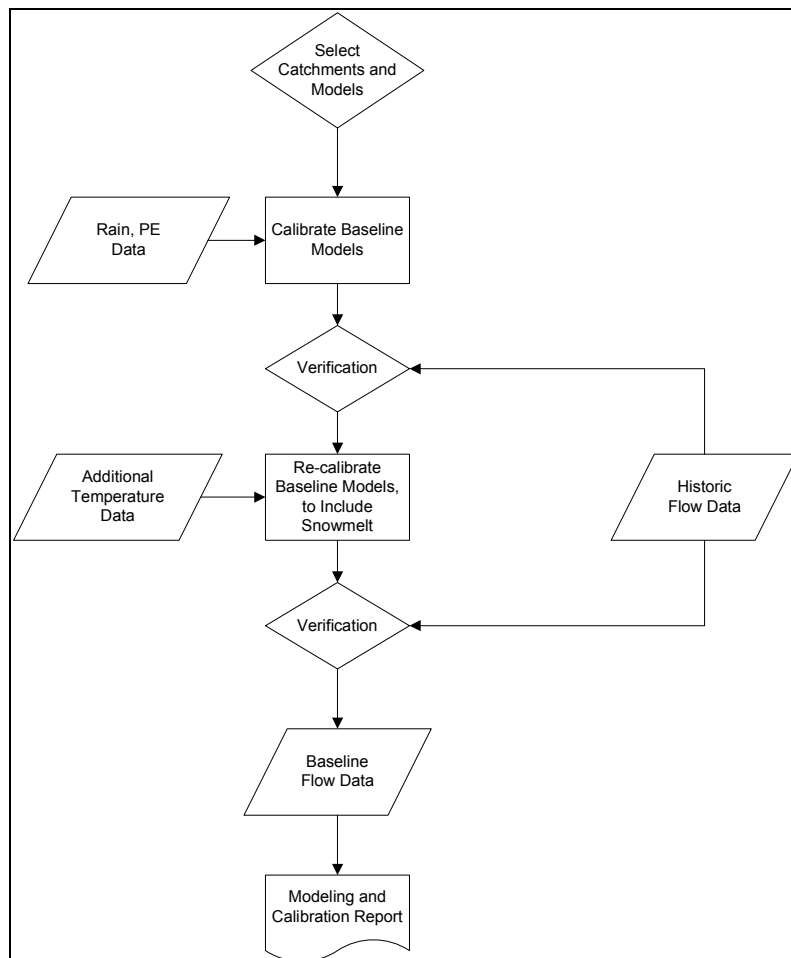 Select
Catchments and
Models
Rain, PE
Data
Calibrate Baseline
Models
Verification
Additional
Temperature
Data
Re-calibrate
Baseline Models,
to Include
Snowmelt
Historic
Flow Data
Verification
Baseline
Flow Data
Modeling and
Calibration Report